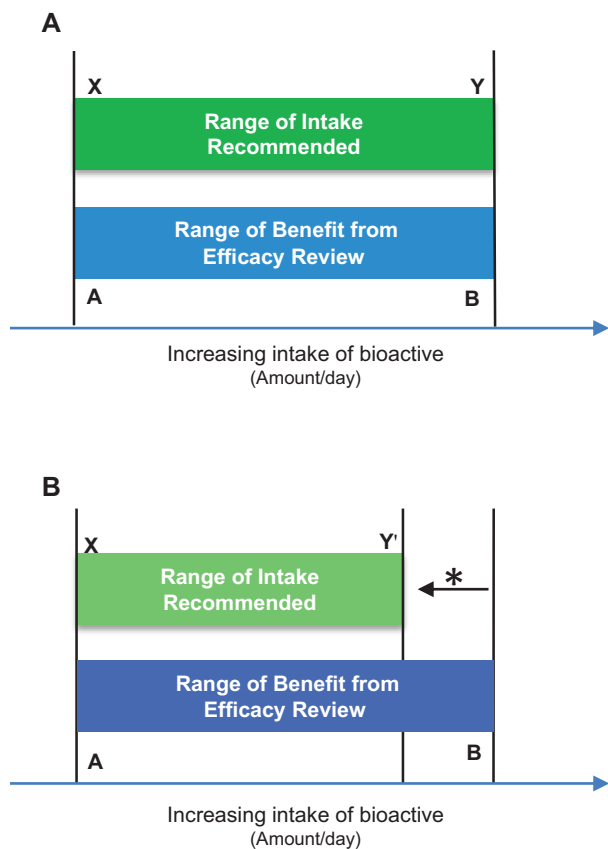 A
X Y
Range of Intake
Recommended
Range of Benefit from
Efficacy Review
A B
Increasing intake of bioactive
(Amount/day)
B
X Y'
*
Range of Intake
Recommended
Range of Benefit from
Efficacy Review
A B
Increasing intake of bioactive
(Amount/day)